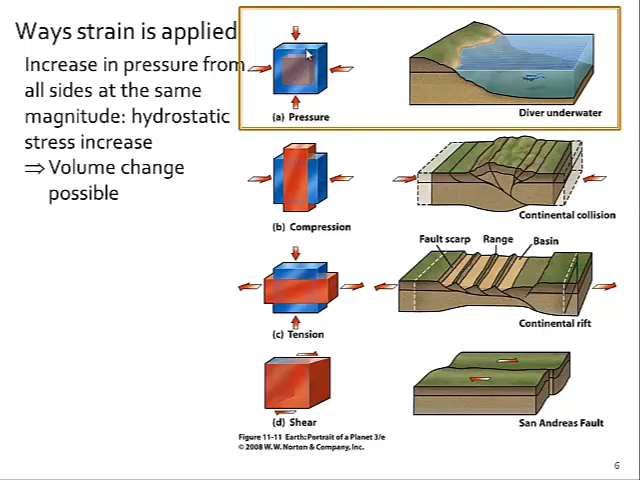 Ways strain is applied
Increase in pressure from
all sides at the same
magnitude: hydrostatic
stress increase
⇒ Volume change
possible
(a) Pressure
Diver underwater
(b) Compression
Continental collision
Fault scarp Range Basin
(c) Tension
Continental rift
(d) Shear
San Andreas Fault
Figure 11-11 Earth: Portrait of a Planet 3/e
© 2008 W. W. Norton & Company, Inc.
6